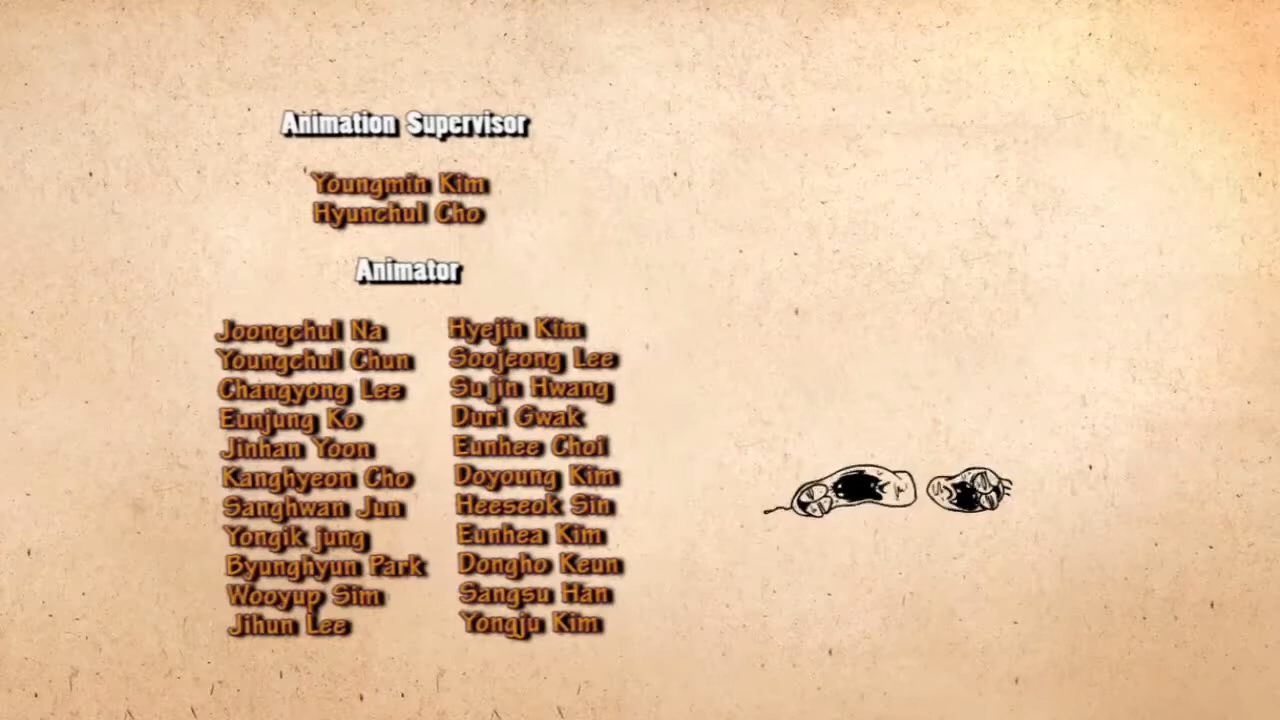 Animation Supervisor
Youngmin Kim
Hyunchul Cho
Animator
Joongchul Na
Youngchul Chun
Changyong Lee
Eunjung Ko
Jinhan Yoon
Kanghyeon Cho
Sanghwan Jun
Yongik jung
Byunghyun Park
Wooyup Sim
Jihun Lee
Hyejin Kim
Soojeong Lee
Sujin Hwang
Duri Gwak
Eunhee Choi
Doyoung Kim
Heeseok Sin
Eunhea Kim
Dongho Keun
Sangsu Han
Yongju Kim